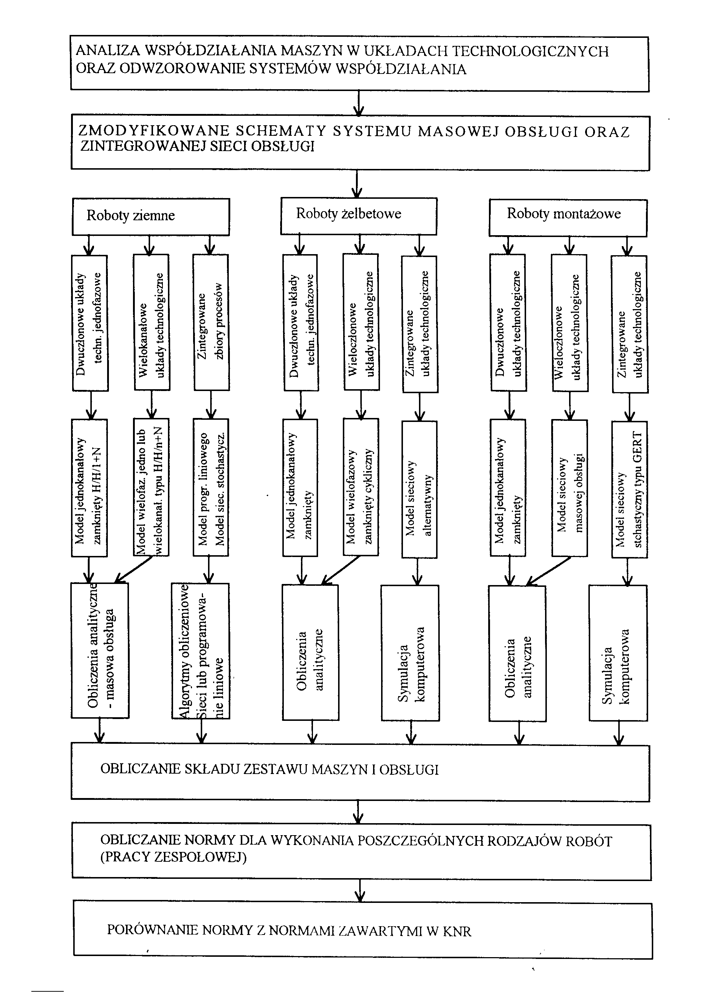 ANALIZA WSPÓŁDZIAŁANIA MASZYN W UKŁADACH TECHNOLOGICZNYCH
ORAZ ODWZOROWANIE SYSTEMÓW WSPÓŁDZIAŁANIA
ZMODYFIKOWANE SCHEMATY SYSTEMU MASOWEJ OBSŁUGI ORAZ
ZINTEGROWANEJ SIECI OBSŁUGI
Roboty ziemne
Roboty żelbetowe
Roboty montażowe
Dwuczłonowe układy
techn. jednofazowe
Wielokanałowe
układy technologiczne
Zintegrowane
zbiory procesów
Dwuczłonowe układy
techn. jednofazowe
Wieloczłonowe
układy technologiczne
Zintegrowane
układy technologiczne
Dwuczłonowe
układy technologiczne
Wieloczłonowe
układy technologiczne
Zintegrowane
układy technologiczne
Model jednokanałowy
zamknięty H/H/1+N
Model wielofaz. jedno lub
wielokanał. typu H/H/n+N
Model progr. liniowego
Model siec. stochastycz.
Model jednokanałowy
zamknięty
Model wielofazowy
zamknięty cykliczny
Model sieciowy
alternatywny
Model jednokanałowy
zamknięty
Model sieciowy
masowej obsługi
Model sieciowy
stchastyczny typu GERT
Obliczenia analityczne
- masowa obsługa
Algorytmy obliczeniowe
Sieci lub programowa-
nie liniowe
Obliczenia
analityczne
Symulacja
komputerowa
Obliczenia
analityczne
Symulacja
komputerowa
OBLICZANIE SKŁADU ZESTAWU MASZYN I OBSŁUGI
OBLICZANIE NORMY DLA WYKONANIA POSZCZEGÓLNYCH RODZAJÓW ROBÓT
(PRACY ZESPOŁOWEJ)
PORÓWNANIE NORMY Z NORMAMI ZAWARTYMI W KNR